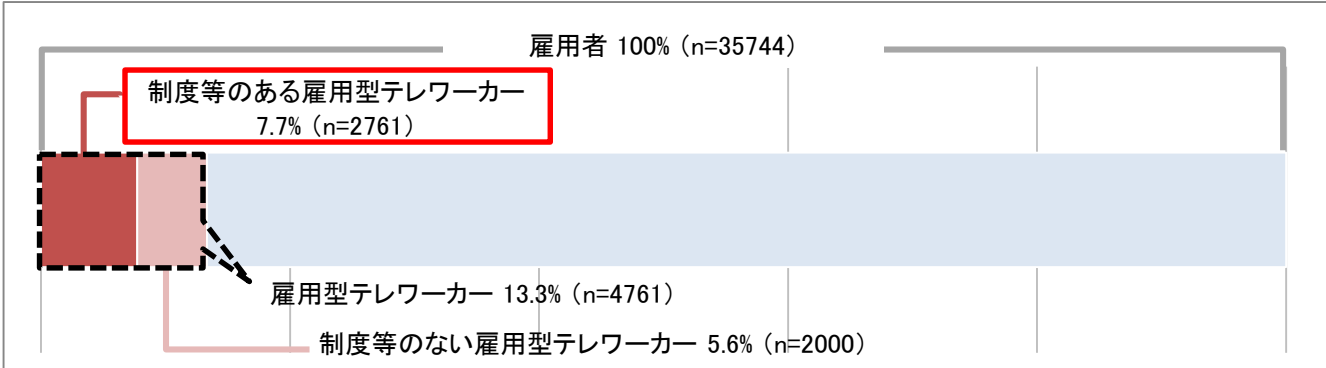 雇用者 100% (n=35744)
制度等のある雇用型テレワーカー
7.7% (n=2761)
雇用型テレワーカー 13.3% (n=4761)
制度等のない雇用型テレワーカー 5.6% (n=2000)